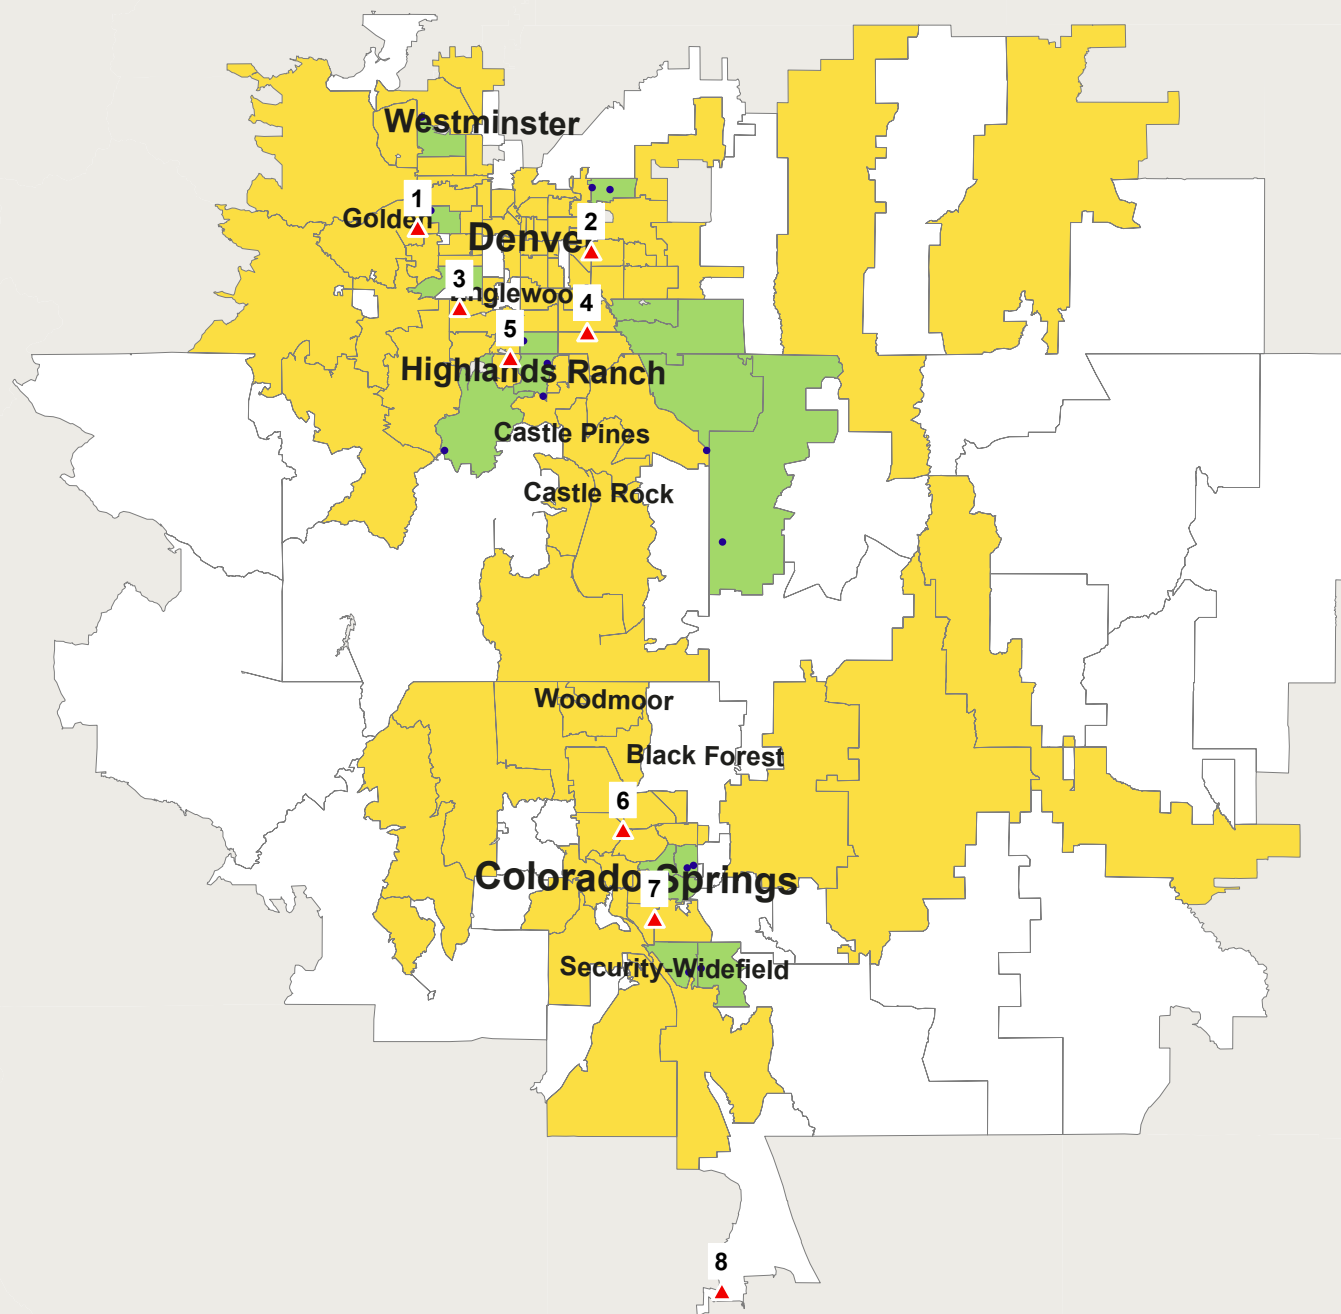 Westminster
1
Golden
2
Denver
3
Englewood
4
5
Highlands Ranch
Castle Pines
Castle Rock
Woodmoor
Black Forest
6
Colorado Springs
7
Security-Widefield
8